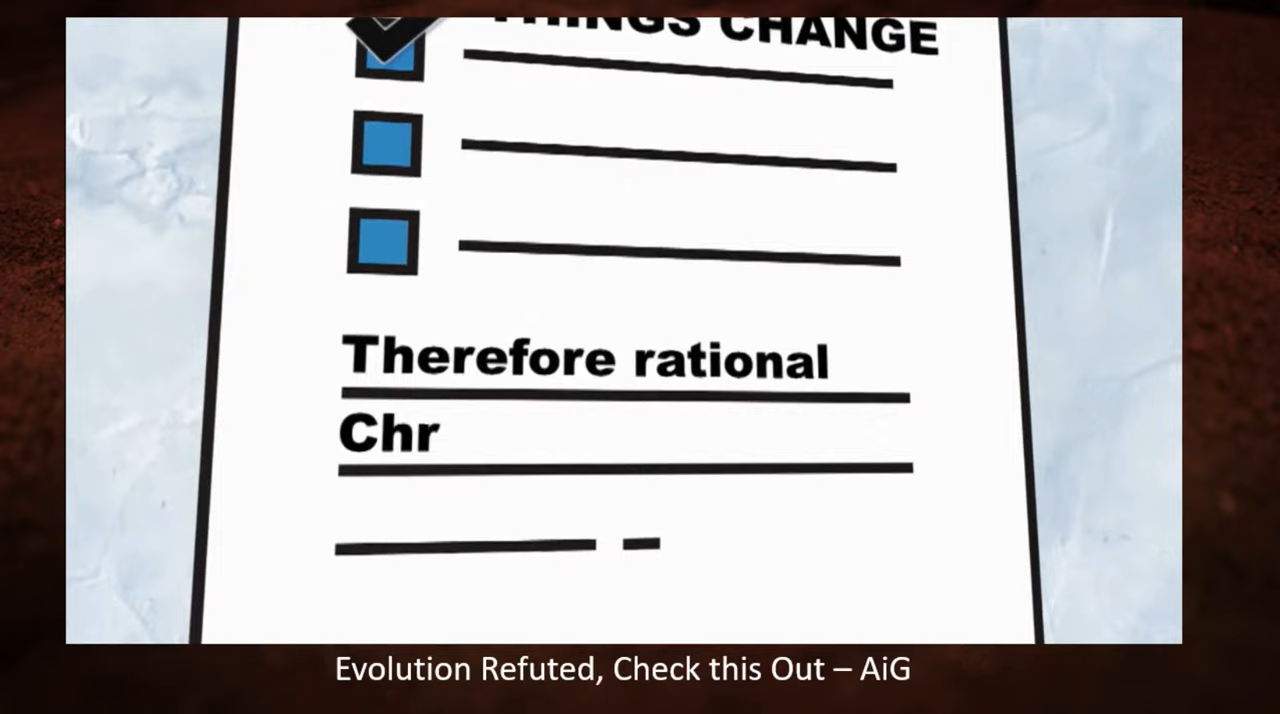 THINGS CHANGE
Therefore rational
Chr
Evolution Refuted, Check this Out – AiG